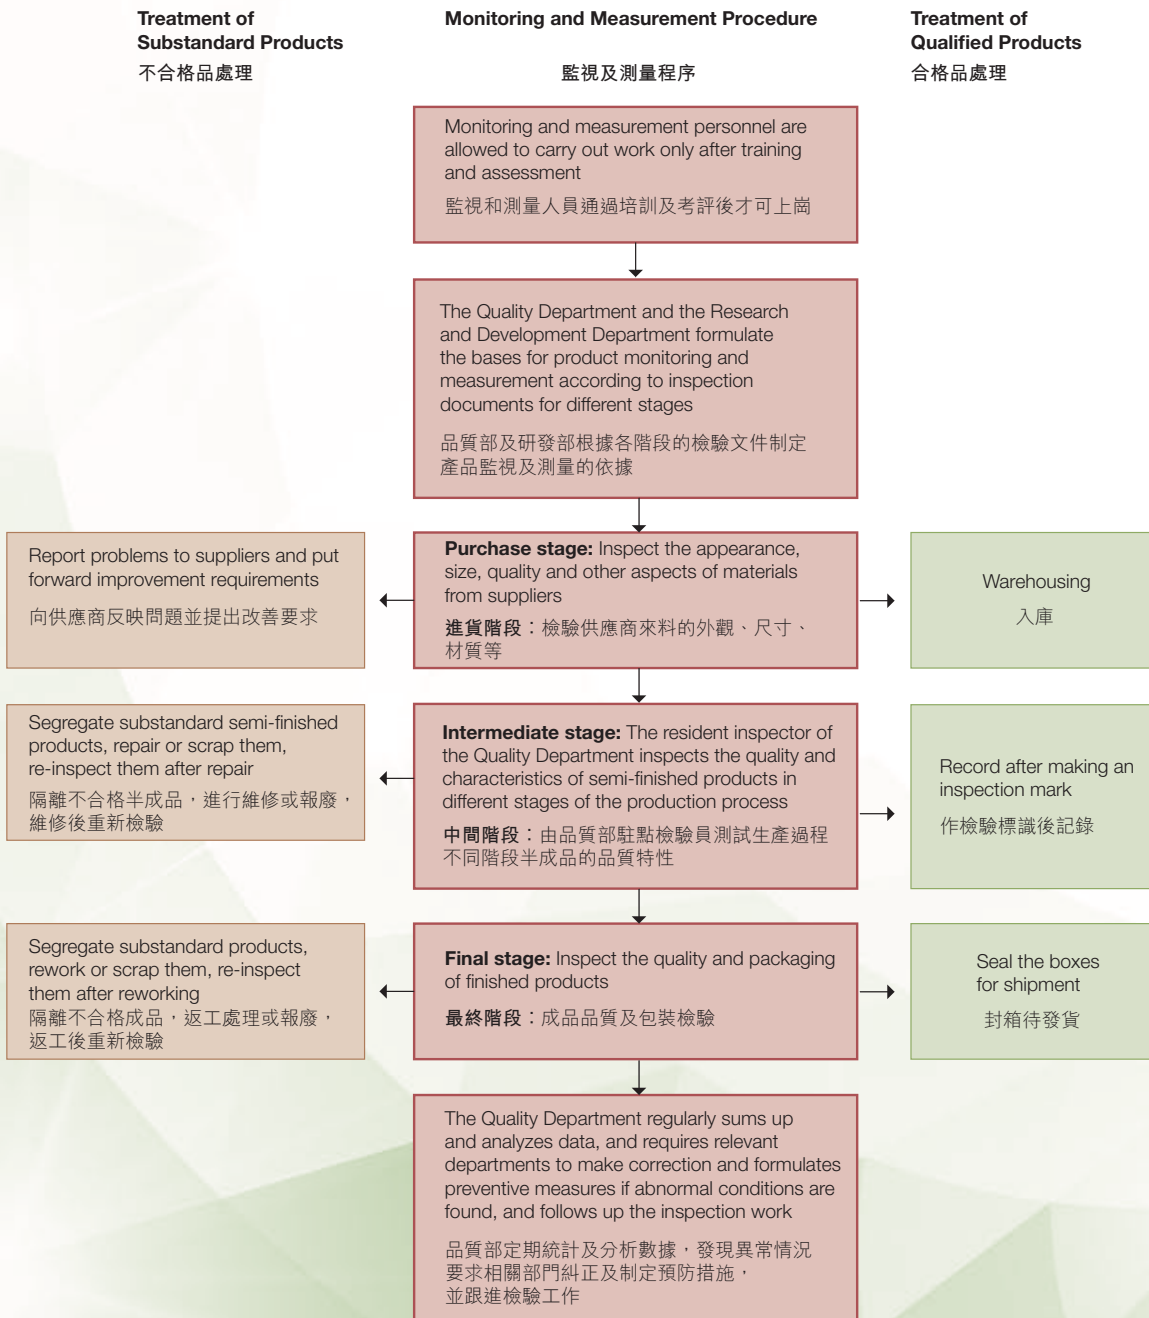 Treatment of
Substandard Products
不合格品處理
Monitoring and Measurement Procedure
監視及測量程序
Treatment of
Qualified Products
合格品處理
Monitoring and measurement personnel are
allowed to carry out work only after training
and assessment
監視和測量人員通過培訓及考評後才可上崗
The Quality Department and the Research
and Development Department formulate
the bases for product monitoring and
measurement according to inspection
documents for different stages
品質部及研發部根據各階段的檢驗文件制定
產品監視及測量的依據
Report problems to suppliers and put
forward improvement requirements
向供應商反映問題並提出改善要求
Purchase stage: Inspect the appearance,
size, quality and other aspects of materials
from suppliers
進貨階段：檢驗供應商來料的外觀、尺寸、
材質等
Warehousing
入庫
Segregate substandard semi-finished
products, repair or scrap them,
re-inspect them after repair
隔離不合格半成品，進行維修或報廢，
維修後重新檢驗
Intermediate stage: The resident inspector of
the Quality Department inspects the quality and
characteristics of semi-finished products in
different stages of the production process
中間階段：由品質部駐點檢驗員測試生產過程
不同階段半成品的品質特性
Record after making an
inspection mark
作檢驗標識後記錄
Segregate substandard products,
rework or scrap them, re-inspect
them after reworking
隔離不合格成品，返工處理或報廢，
返工後重新檢驗
Final stage: Inspect the quality and packaging
of finished products
最終階段：成品品質及包裝檢驗
Seal the boxes
for shipment
封箱待發貨
The Quality Department regularly sums up
and analyzes data, and requires relevant
departments to make correction and formulates
preventive measures if abnormal conditions are
found, and follows up the inspection work
品質部定期統計及分析數據，發現異常情況
要求相關部門糾正及制定預防措施，
並跟進檢驗工作